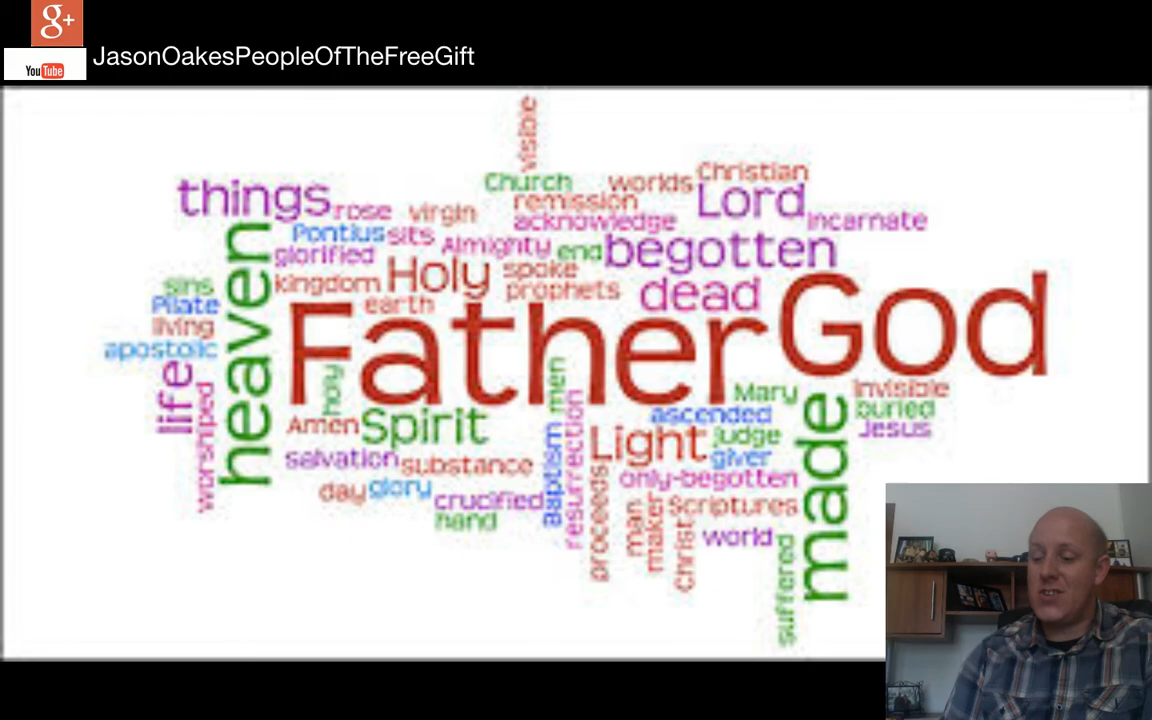 g+
YouTube
JasonOakesPeopleOfTheFreeGift
visible
Church
worlds
Christian
things
rose
virgin
remission
Lord
acknowledge
Incarnate
Pontius
sits
Almighty
end
begotten
heaven
glorified
Holy
spoke
sins
kingdom
prophets
dead
God
Pilate
earth
Father
living
apostolic
life
holy
men
Mary
Invisible
worshiped
Amen
Spirit
ascended
made
buried
baptism
resurrection
Light
judge
Jesus
salvation
substance
giver
only-begotten
day
glory
crucified
proceeds
man
maker
Scriptures
hand
Christ
world
suffered